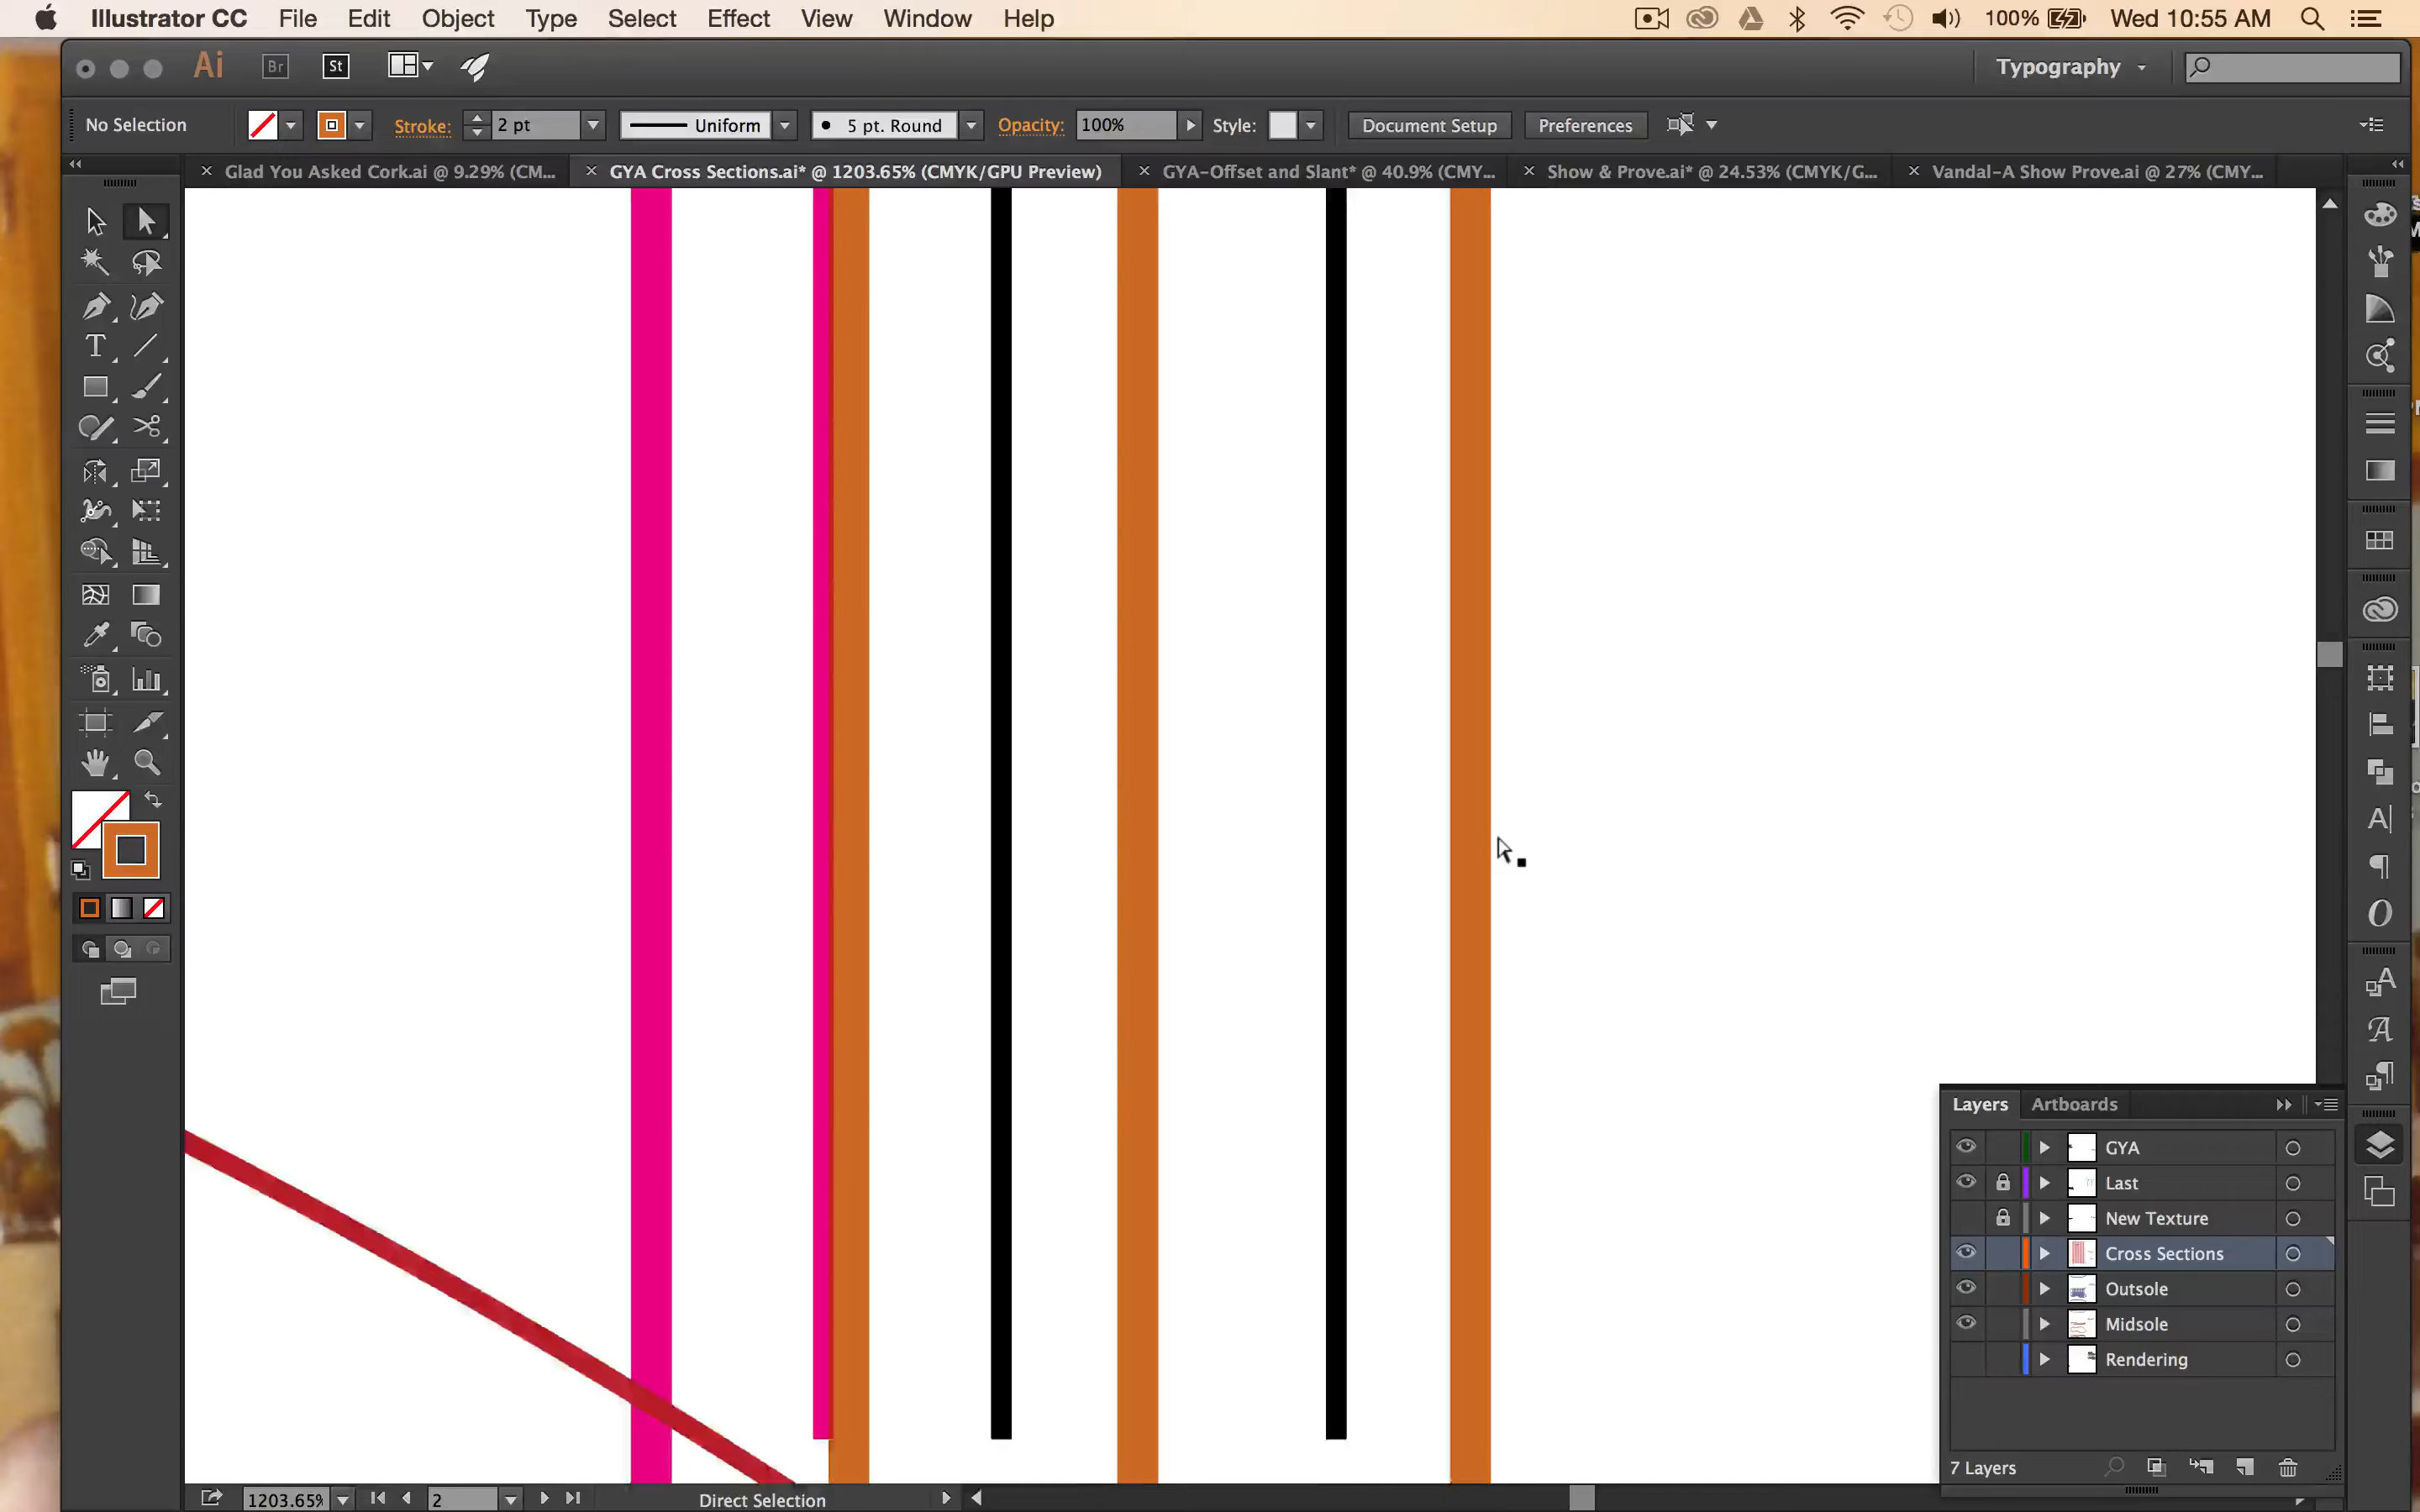 Illustrator CC File Edit Object Type Select Effect View Window Help 100% Wed 10:55 AM
Ai Br St Typography
No Selection Stroke: 2 pt Uniform 5 pt. Round Opacity: 100% Style: Document Setup Preferences
× Glad You Asked Cork.ai @ 9.29% (CM... × GYA Cross Sections.ai* @ 1203.65% (CMYK/GPU Preview) × GYA-Offset and Slant* @ 40.9% (CMY... × Show & Prove.ai* @ 24.53% (CMYK/G... × Vandal-A Show Prove.ai @ 27% (CMY...
Layers Artboards
GYA
Last
New Texture
Cross Sections
Outsole
Midsole
Rendering
7 Layers
1203.65% 2 Direct Selection